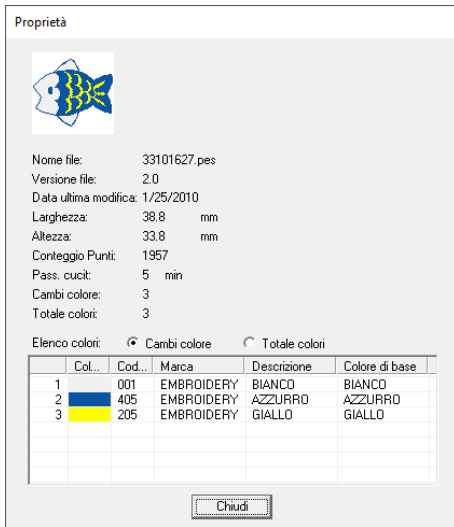 Proprietà
Nome file: 33101627.pes
Versione file: 2.0
Data ultima modifica: 1/25/2010
Larghezza: 38.8 mm
Altezza: 33.8 mm
Conteggio Punti: 1957
Pass. cucit: 5 min
Cambi colore: 3
Totale colori: 3
Elenco colori: Cambi colore Totale colori
Col... Cod... Marca Descrizione Colore di base
1 001 EMBROIDERY BIANCO BIANCO
2 405 EMBROIDERY AZZURRO AZZURRO
3 205 EMBROIDERY GIALLO GIALLO
Chiudi